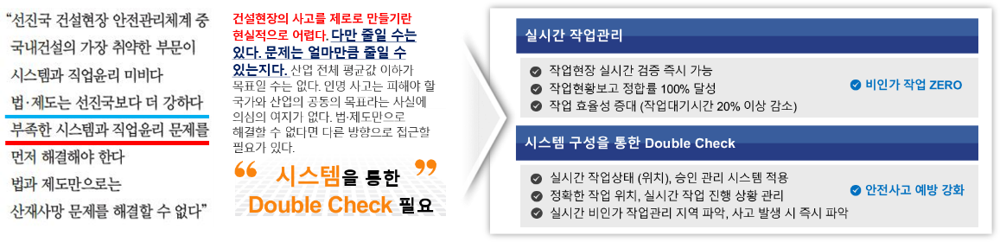 “선진국 건설현장 안전관리체계 중
국내건설의 가장 취약한 부문이
시스템과 직업윤리 미비다
법·제도는 선진국보다 더 강하다
부족한 시스템과 직업윤리 문제를
먼저 해결해야 한다
법과 제도만으로는
산재사망 문제를 해결할 수 없다”
건설현장의 사고를 제로로 만들기란
현실적으로 어렵다. 다만 줄일 수는
있다. 문제는 얼마만큼 줄일 수
있는지다. 산업 전체 평균값 이하가
목표일 수는 없다. 인명 사고는 피해야 할
국가와 산업의 공동의 목표라는 사실에
의심의 여지가 없다. 법·제도만으로
해결할 수 없다면 다른 방향으로 접근할
필요가 있다.
“ 시스템을 통한 ”
Double Check 필요
실시간 작업관리
작업현장 실시간 검증 즉시 가능
작업현황보고 정합률 100% 달성
작업 효율성 증대 (작업대기시간 20% 이상 감소)
비인가 작업 ZERO
시스템 구성을 통한 Double Check
실시간 작업상태 (위치), 승인 관리 시스템 적용
정확한 작업 위치, 실시간 작업 진행 상황 관리
실시간 비인가 작업관리 지역 파악, 사고 발생 시 즉시 파악
안전사고 예방 강화